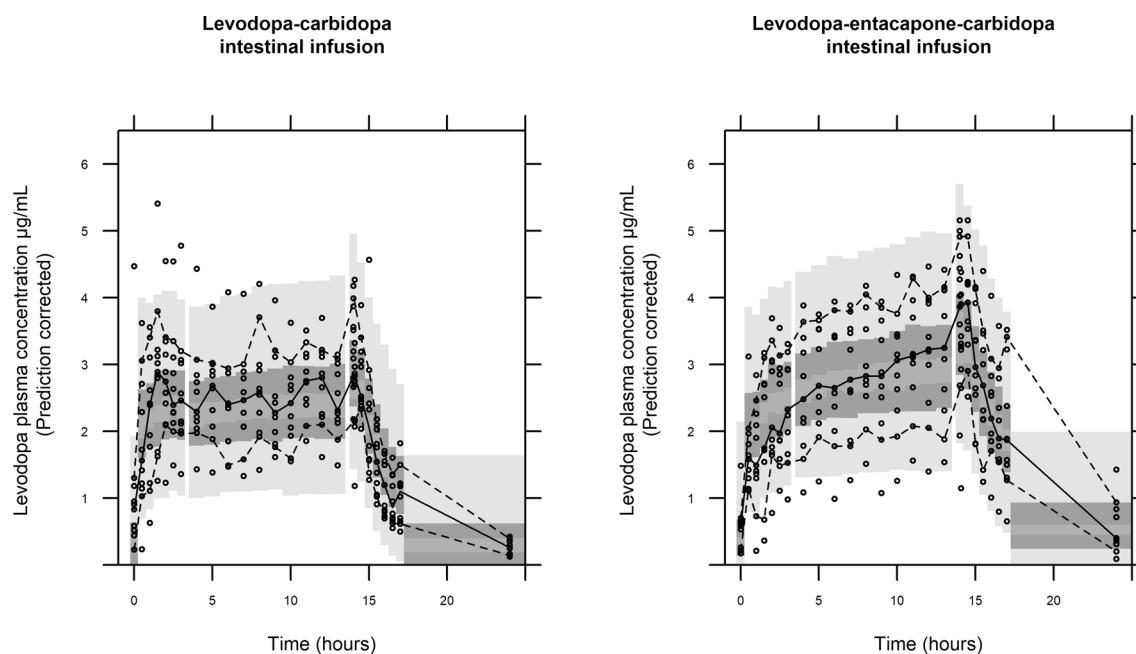 Levodopa-carbidopa
intestinal infusion
Levodopa plasma concentration µg/mL
(Prediction corrected)
6
5
4
3
2
1
0
5
10
15
20
Time (hours)
Levodopa-entacapone-carbidopa
intestinal infusion
Levodopa plasma concentration µg/mL
(Prediction corrected)
6
5
4
3
2
1
0
5
10
15
20
Time (hours)